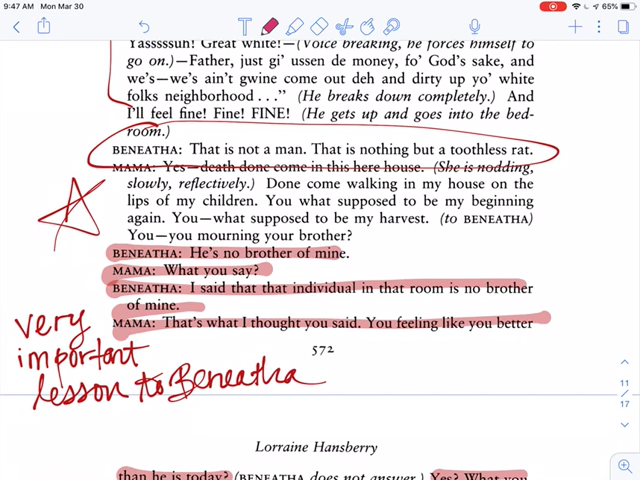 9:47 AM Mon Mar 30
65%
Yasssssuh! Great white!—(Voice breaking, he forces himself to
go on.)—Father, just gi' ussen de money, fo' God's sake, and
we's—we's ain't gwine come out deh and dirty up yo' white
folks neighborhood . . ." (He breaks down completely.) And
I'll feel fine! Fine! FINE! (He gets up and goes into the bed-
room.)
BENEATHA: That is not a man. That is nothing but a toothless rat.
MAMA: Yes—death done come in this here house. (She is nodding,
slowly, reflectively.) Done come walking in my house on the
lips of my children. You what supposed to be my beginning
again. You—what supposed to be my harvest. (to BENEATHA)
You—you mourning your brother?
BENEATHA: He's no brother of mine.
MAMA: What you say?
BENEATHA: I said that that individual in that room is no brother
of mine.
MAMA: That's what I thought you said. You feeling like you better
very
important
lesson to Beneatha
572
11
/
17
Lorraine Hansberry
than he is today? (BENEATHA does not answer.) Yes? What you